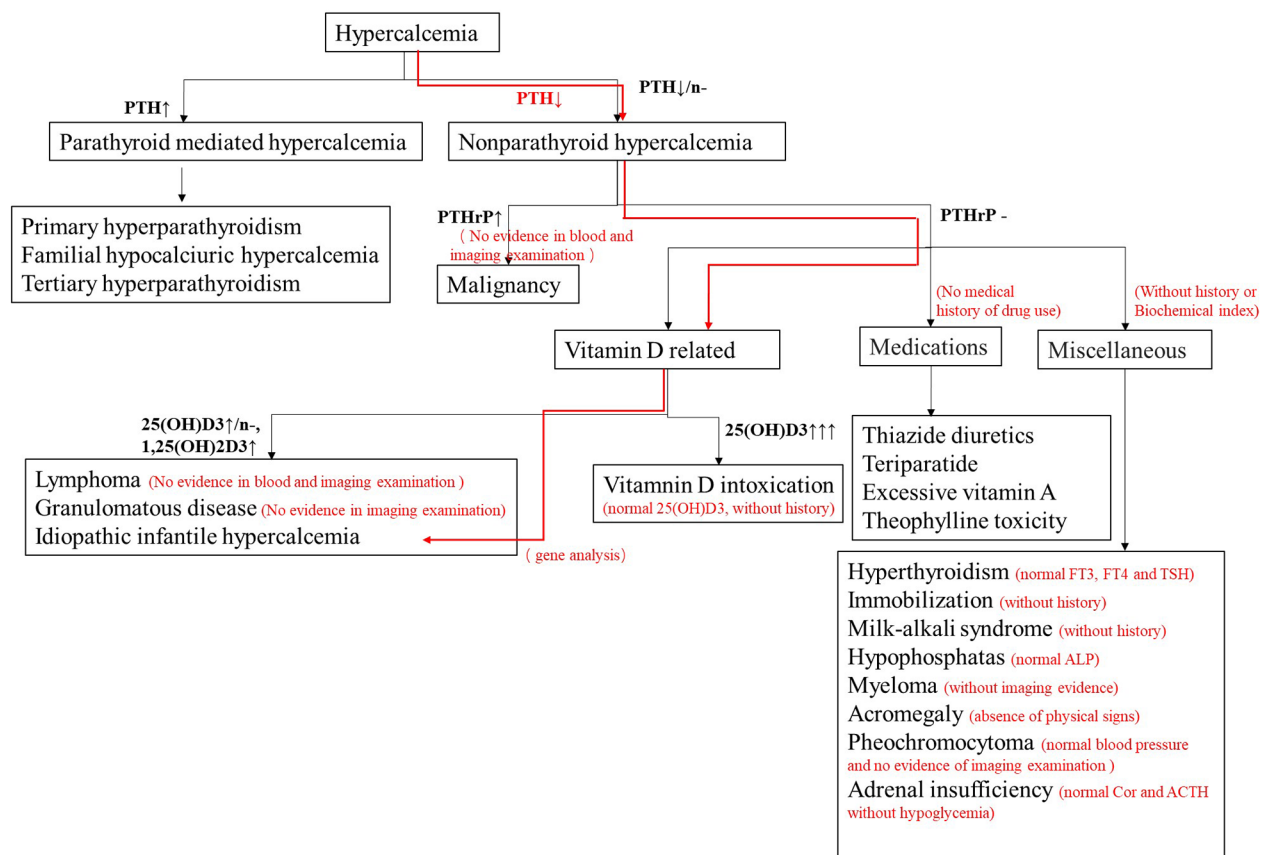 Hypercalcemia
PTH↑
PTH↓
PTH↓/n-
Parathyroid mediated hypercalcemia
Nonparathyroid hypercalcemia
Primary hyperparathyroidism
Familial hypocalciuric hypercalcemia
Tertiary hyperparathyroidism
PTHrP↑
( No evidence in blood and
imaging examination )
PTHrP -
Malignancy
(No medical
history of drug use)
(Without history or
Biochemical index)
Vitamin D related
Medications
Miscellaneous
25(OH)D3↑/n-,
1,25(OH)2D3↑
25(OH)D3↑↑↑
Lymphoma (No evidence in blood and imaging examination )
Granulomatous disease (No evidence in imaging examination)
Idiopathic infantile hypercalcemia
( gene analysis)
Vitamnin D intoxication
(normal 25(OH)D3, without history)
Thiazide diuretics
Teriparatide
Excessive vitamin A
Theophylline toxicity
Hyperthyroidism (normal FT3, FT4 and TSH)
Immobilization (without history)
Milk-alkali syndrome (without history)
Hypophosphatas (normal ALP)
Myeloma (without imaging evidence)
Acromegaly (absence of physical signs)
Pheochromocytoma (normal blood pressure
and no evidence of imaging examination )
Adrenal insufficiency (normal Cor and ACTH
without hypoglycemia)